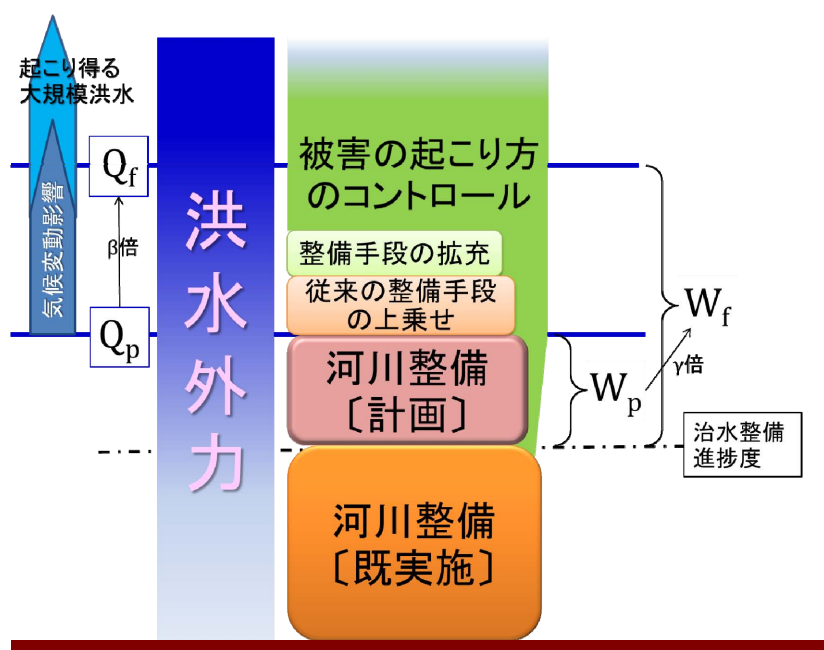 起こり得る
大規模洪水
気候変動影響
Qf
β倍
Qp
洪水外力
被害の起こり方
のコントロール
整備手段の拡充
従来の整備手段
の上乗せ
河川整備
〔計画〕
河川整備
〔既実施〕
Wf
γ倍
Wp
治水整備
進捗度